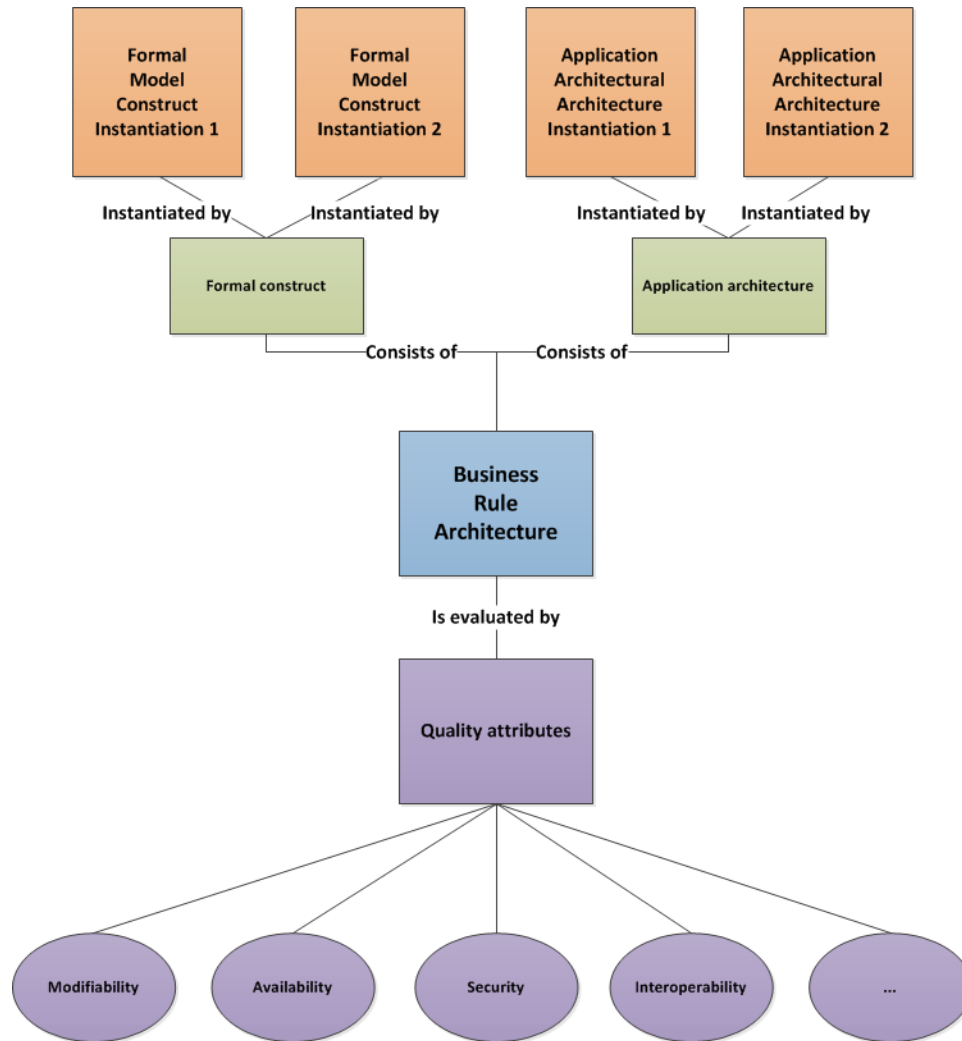 Formal
Model
Construct
Instantiation 1
Formal
Model
Construct
Instantiation 2
Application
Architectural
Architecture
Instantiation 1
Application
Architectural
Architecture
Instantiation 2
Instantiated by
Instantiated by
Instantiated by
Instantiated by
Formal construct
Application architecture
Consists of
Consists of
Business
Rule
Architecture
Is evaluated by
Quality attributes
Modifiability
Availability
Security
Interoperability
...